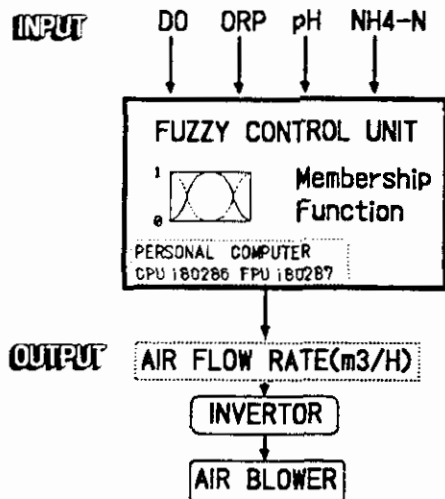 INPUT DO ORP pH NH4-N
FUZZY CONTROL UNIT
1
0
Membership
Function
PERSONAL COMPUTER
CPU i80286 FPU i80287
OUTPUT AIR FLOW RATE(m3/H)
INVERTOR
AIR BLOWER